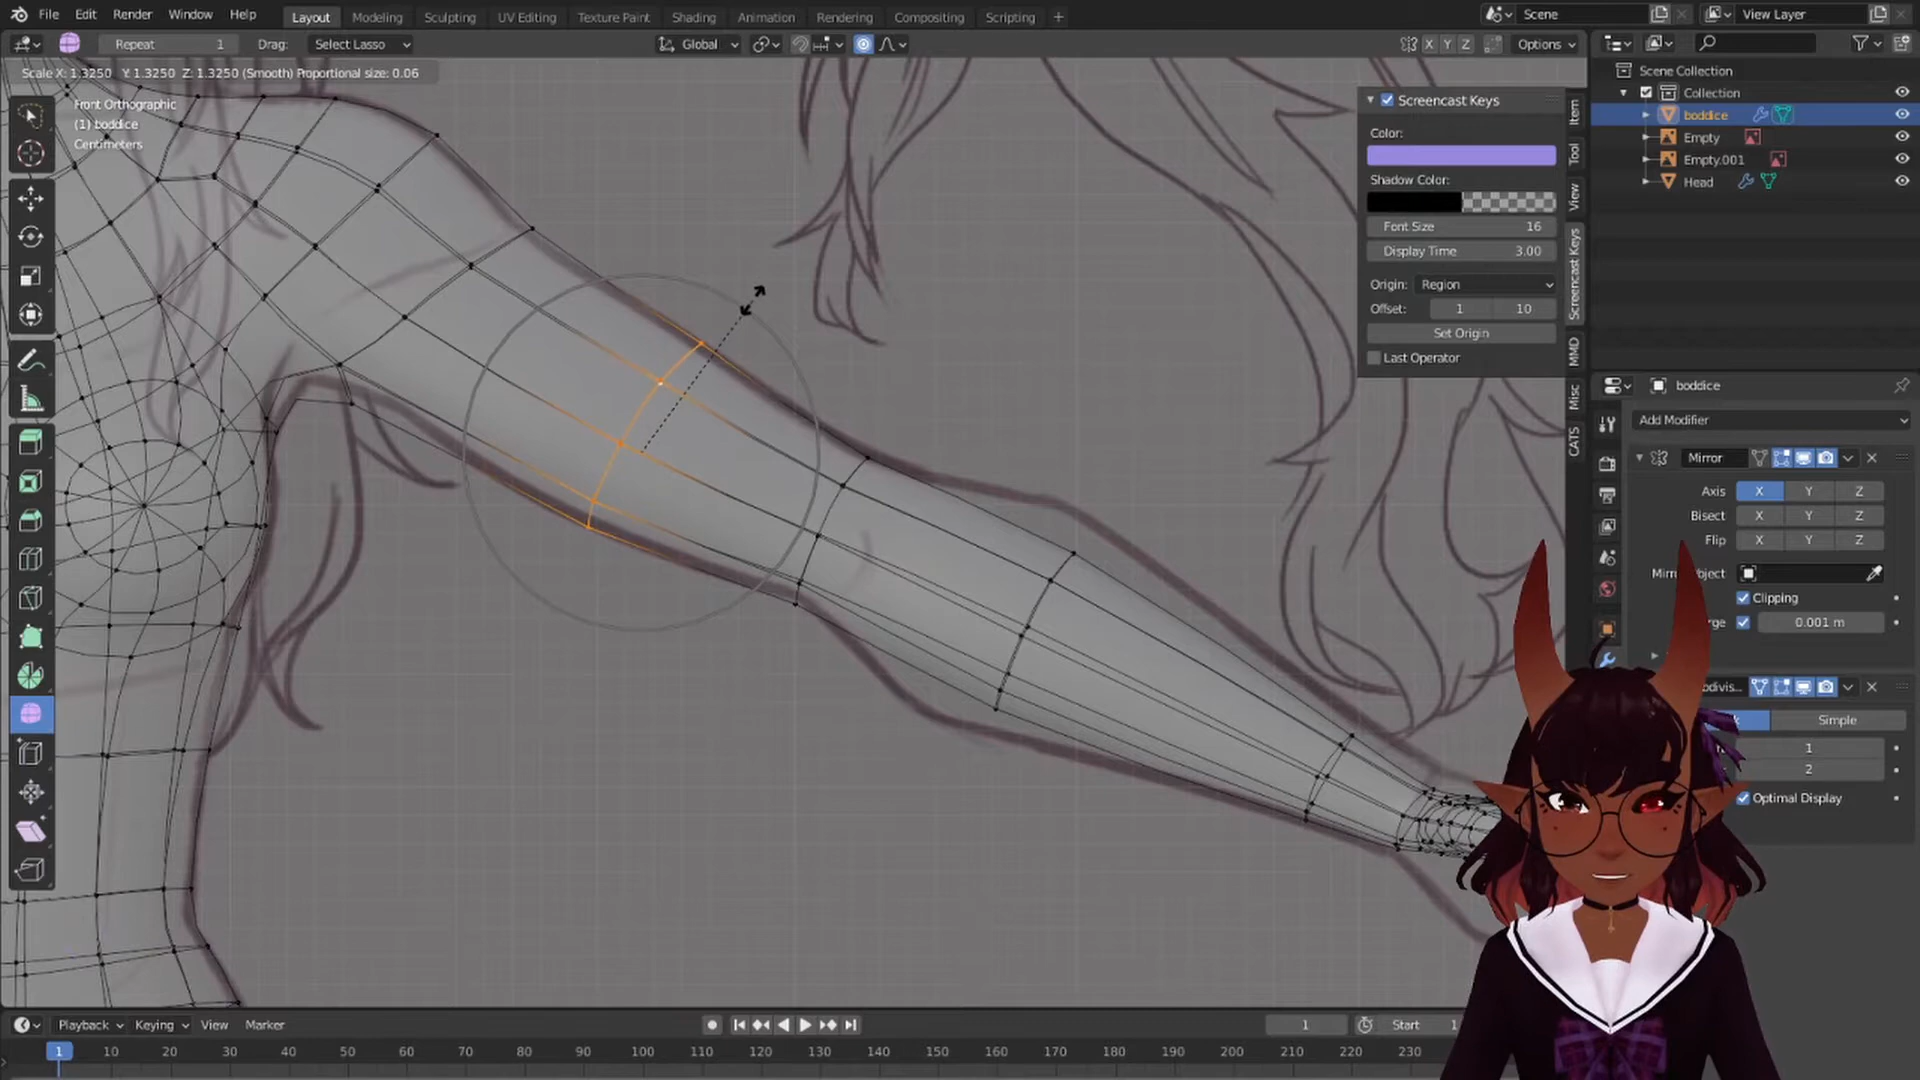 File Edit Render Window Help Layout Modeling Sculpting UV Editing Texture Paint Shading Animation Rendering Compositing Scripting + Scene View Layer
Repeat 1 Drag: Select Lasso Global X Y Z Options
Scale X: 1.3250 Y: 1.3250 Z: 1.3250 (Smooth) Proportional size: 0.06
Front Orthographic
(1) boddice
Centimeters
Screencast Keys
Color:
Shadow Color:
Font Size 16
Display Time 3.00
Origin: Region
Offset: 1 10
Set Origin
Last Operator
Item
Tool
View
Screencast Keys
MMD
Misc
CATS
Scene Collection
Collection
boddice
Empty
Empty.001
Head
boddice
Add Modifier
Mirror
Axis X Y Z
Bisect X Y Z
Flip X Y Z
Clipping
0.001 m
Simple
1
2
Optimal Display
Playback Keying View Marker 1 Start 1
1 10 20 30 40 50 60 70 80 90 100 110 120 130 140 150 160 170 180 190 200 210 220 230